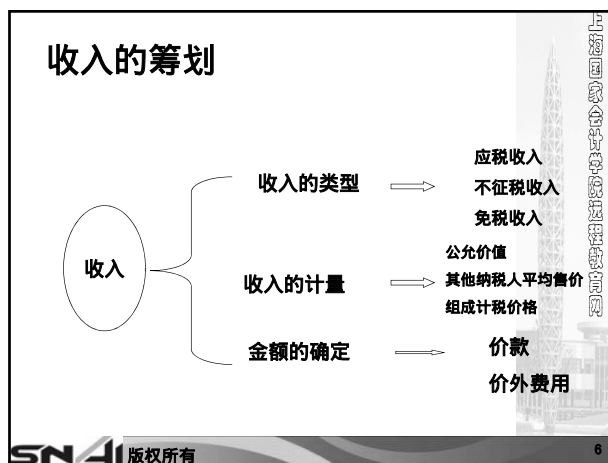 收入的筹划
上海国家会计学院远程教育网
应税收入
收入的类型
不征税收入
免税收入
收入
公允价值
收入的计量
其他纳税人平均售价
组成计税价格
金额的确定
价款
价外费用
SNAI 版权所有
6